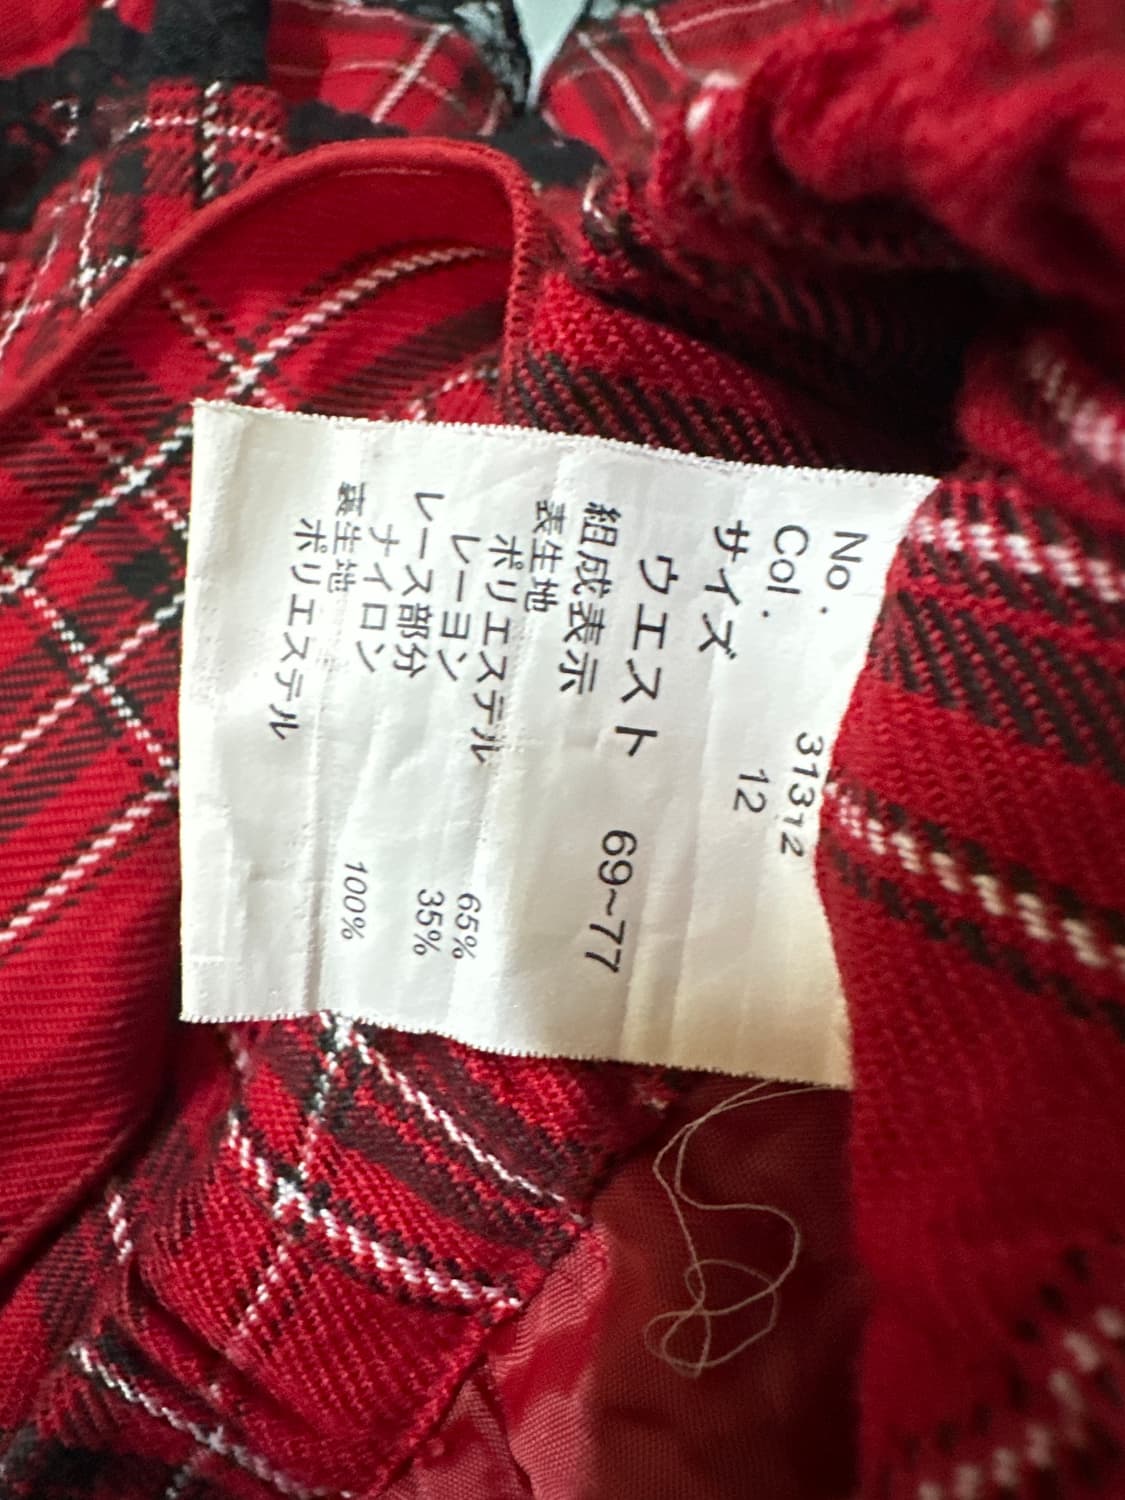 No. 31312
Col. 12
サイズ
ウエスト 69~77
組成表示
表生地
ポリエステル 65%
レーヨン 35%
レース部分
ナイロン 100%
裏生地
ポリエステル